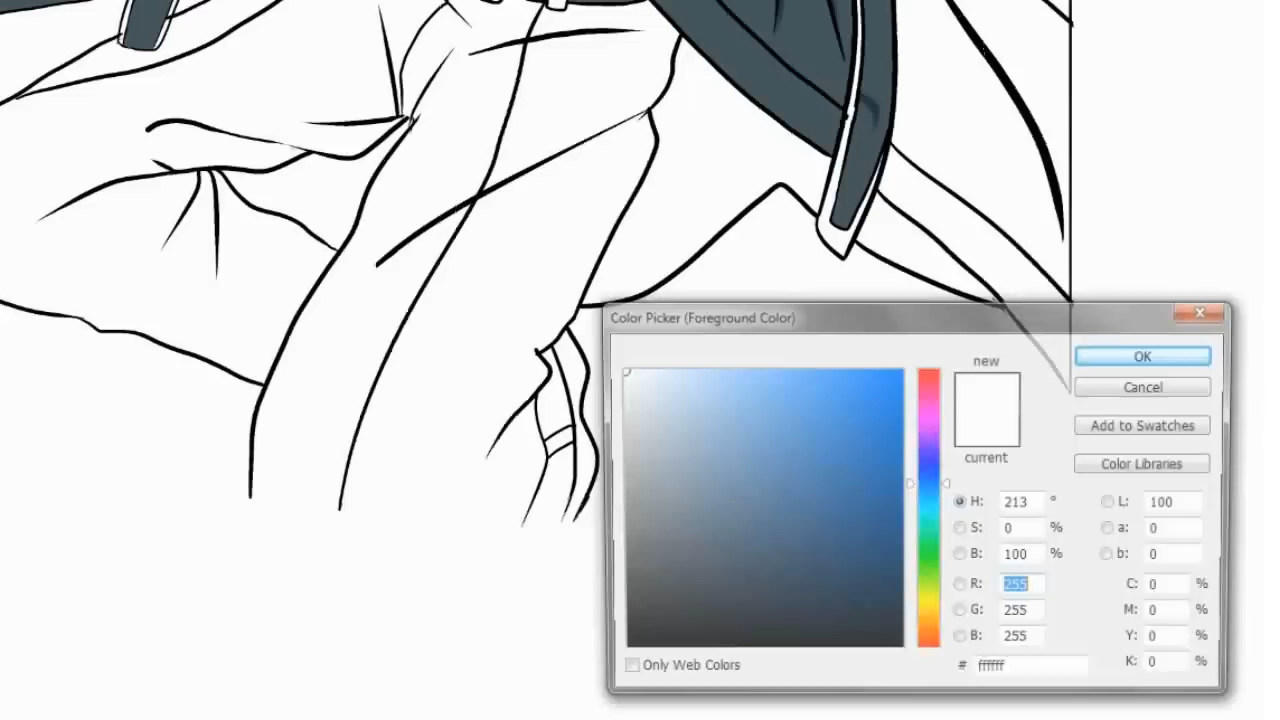 Color Picker (Foreground Color)
new
current
OK
Cancel
Add to Swatches
Color Libraries
H: 213 °
S: 0 %
B: 100 %
R: 255
G: 255
B: 255
# ffffff
L: 100
a: 0
b: 0
C: 0 %
M: 0 %
Y: 0 %
K: 0 %
Only Web Colors